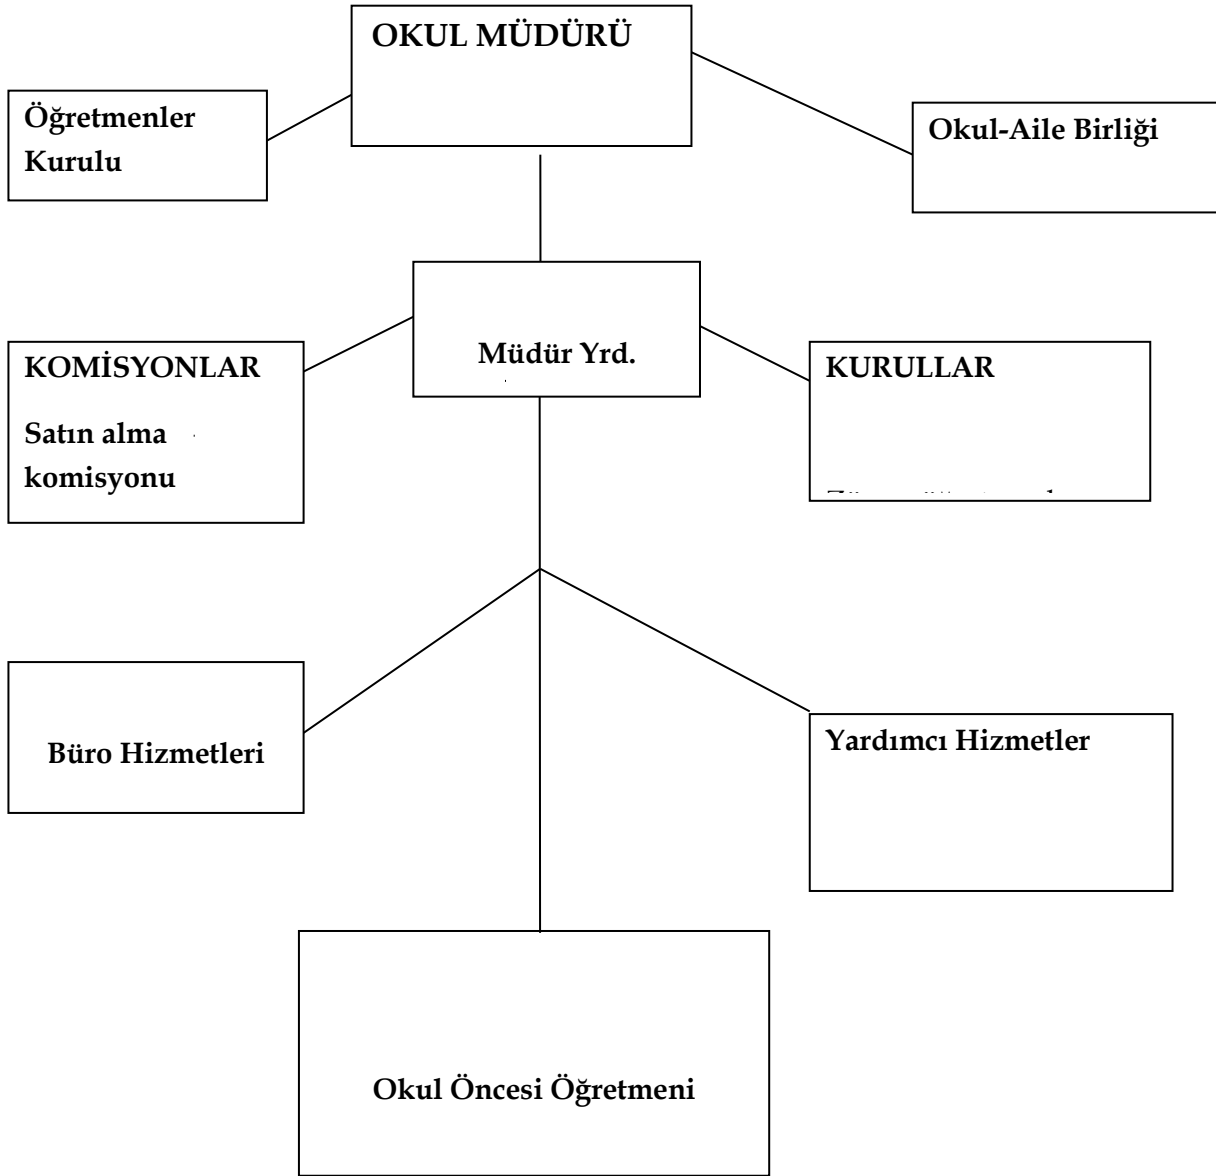 OKUL MÜDÜRÜ
Öğretmenler
Kurulu
Okul-Aile Birliği
Müdür Yrd.
KOMİSYONLAR
Satın alma
komisyonu
KURULLAR
Büro Hizmetleri
Yardımcı Hizmetler
Okul Öncesi Öğretmeni